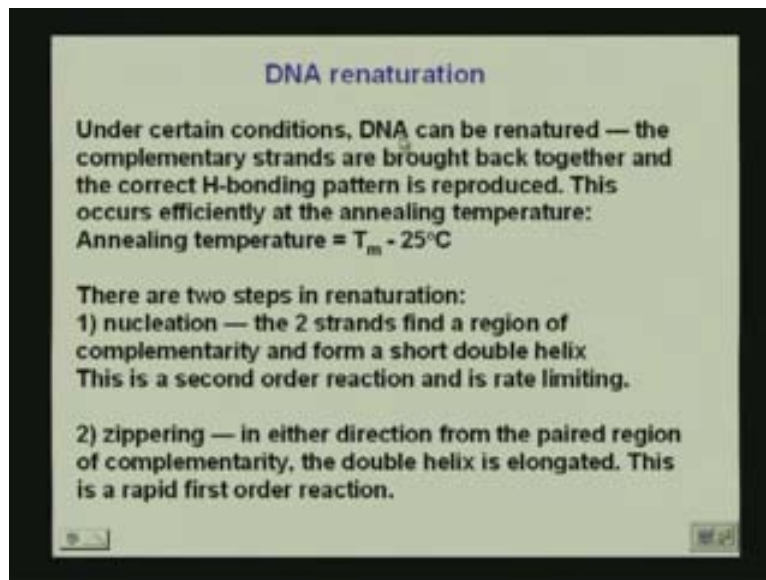 DNA renaturation
Under certain conditions, DNA can be renatured — the
complementary strands are brought back together and
the correct H-bonding pattern is reproduced. This
occurs efficiently at the annealing temperature:
Annealing temperature = Tm - 25°C
There are two steps in renaturation:
1) nucleation — the 2 strands find a region of
complementarity and form a short double helix
This is a second order reaction and is rate limiting.
2) zippering — in either direction from the paired region
of complementarity, the double helix is elongated. This
is a rapid first order reaction.